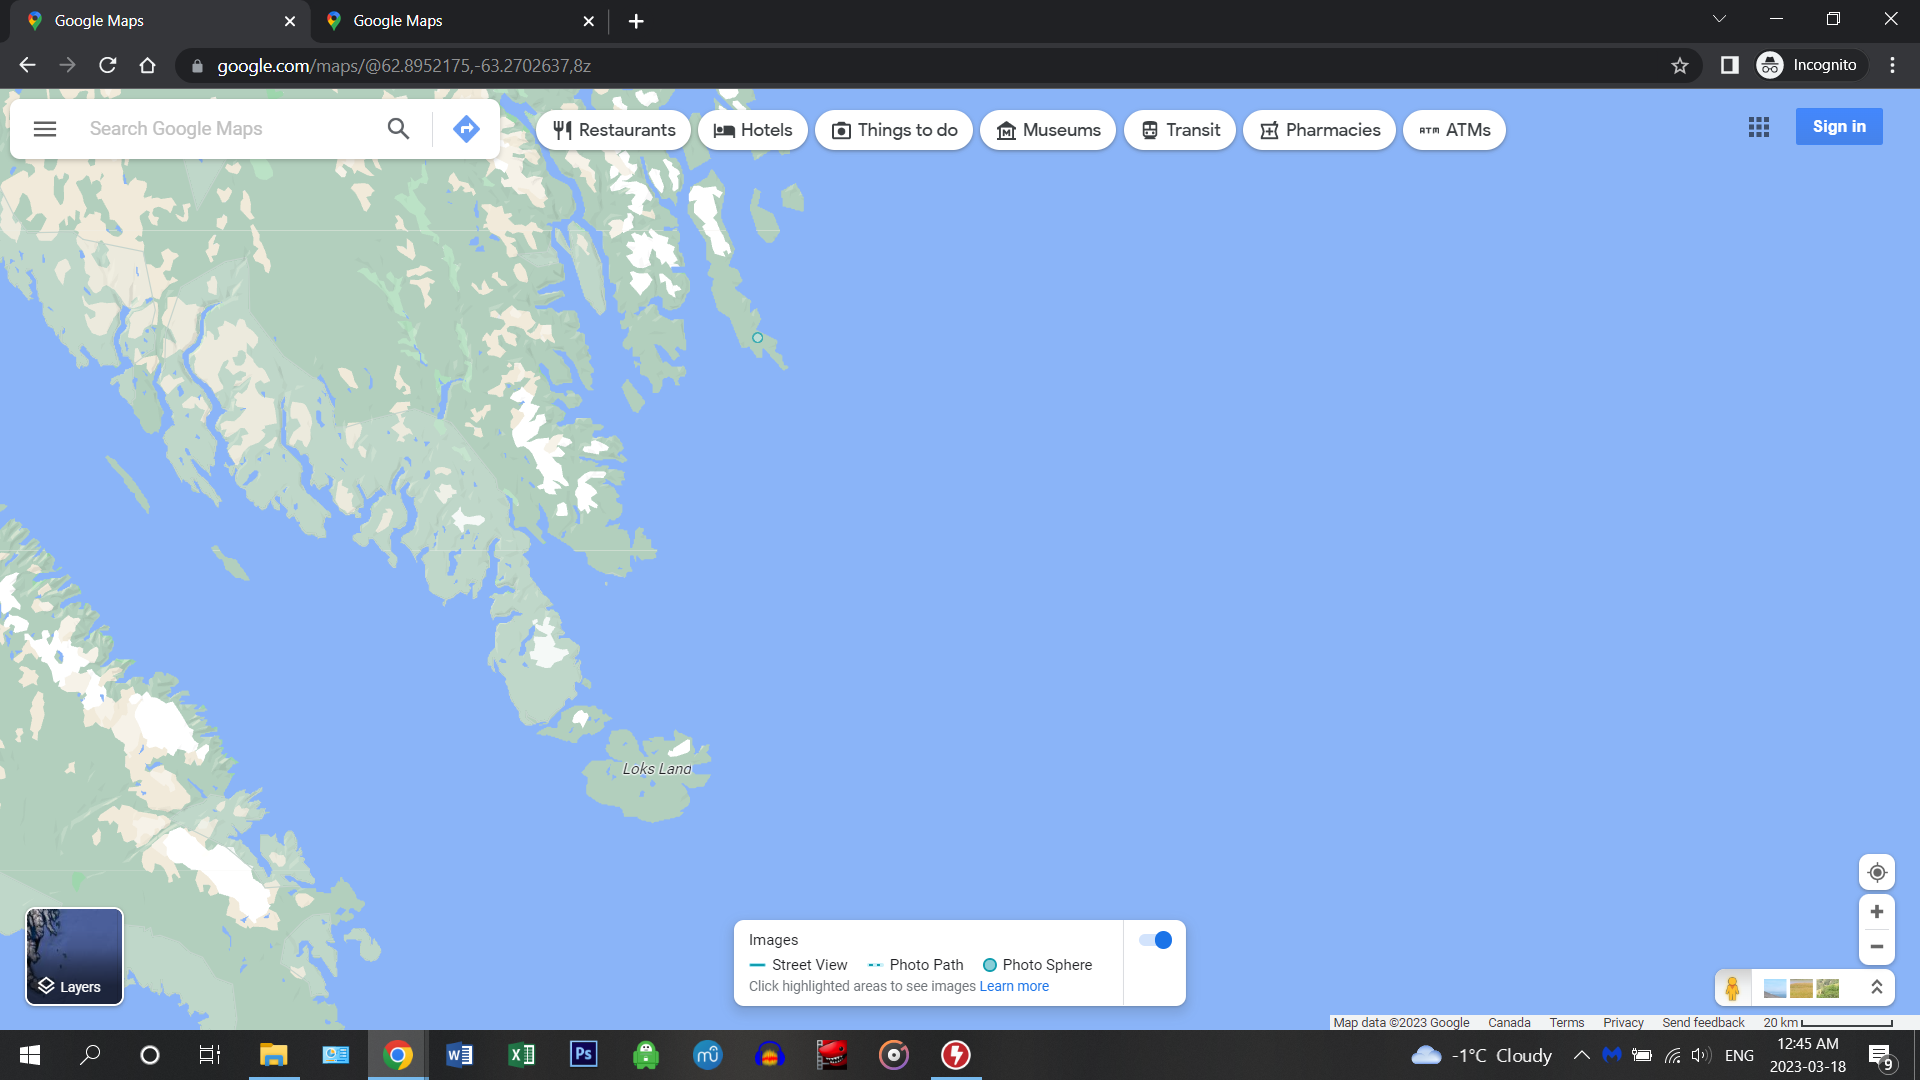 Google Maps
Google Maps
google.com/maps/@62.8952175,-63.2702637,8z
Incognito
Search Google Maps
Restaurants
Hotels
Things to do
Museums
Transit
Pharmacies
ATM ATMs
Sign in
Loks Land
Layers
Images
Street View
Photo Path
Photo Sphere
Click highlighted areas to see images Learn more
Map data ©2023 Google
Canada
Terms
Privacy
Send feedback
20 km
W
X
Ps
mu
-1°C Cloudy
ENG
12:45 AM
2023-03-18
9